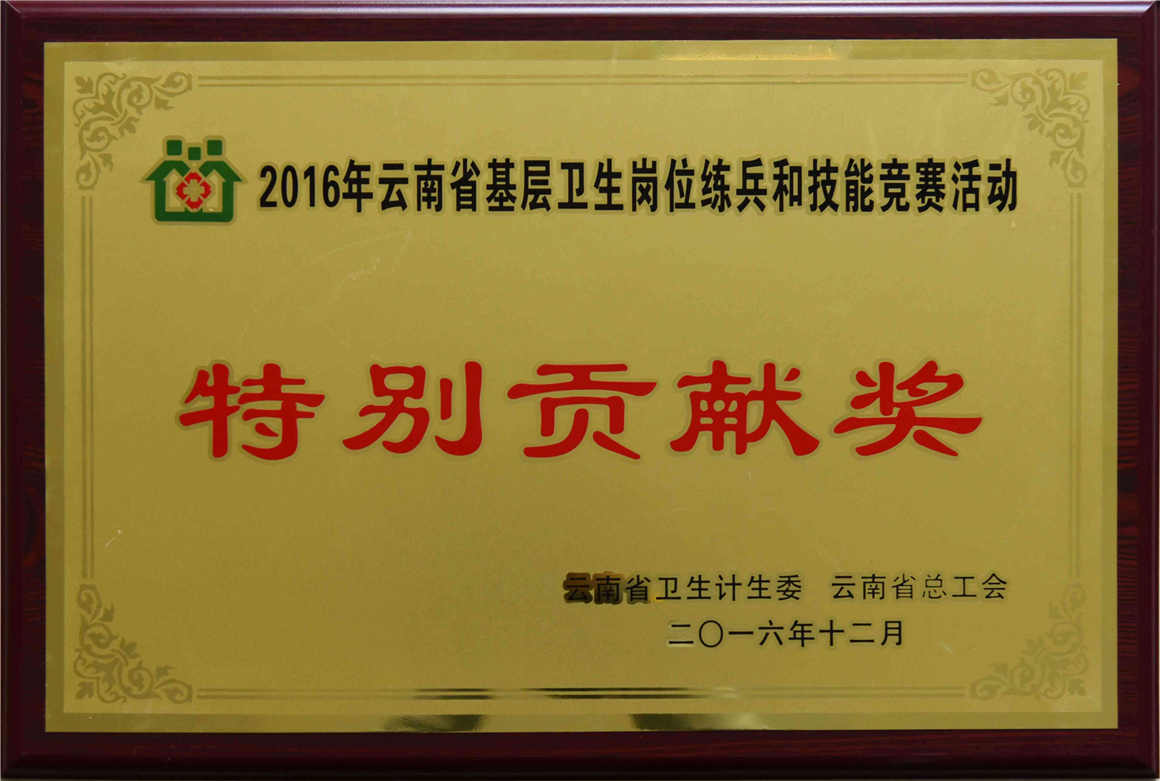 2016年云南省基层卫生岗位练兵和技能竞赛活动
特别贡献奖
云南省卫生计生委 云南省总工会
二〇一六年十二月